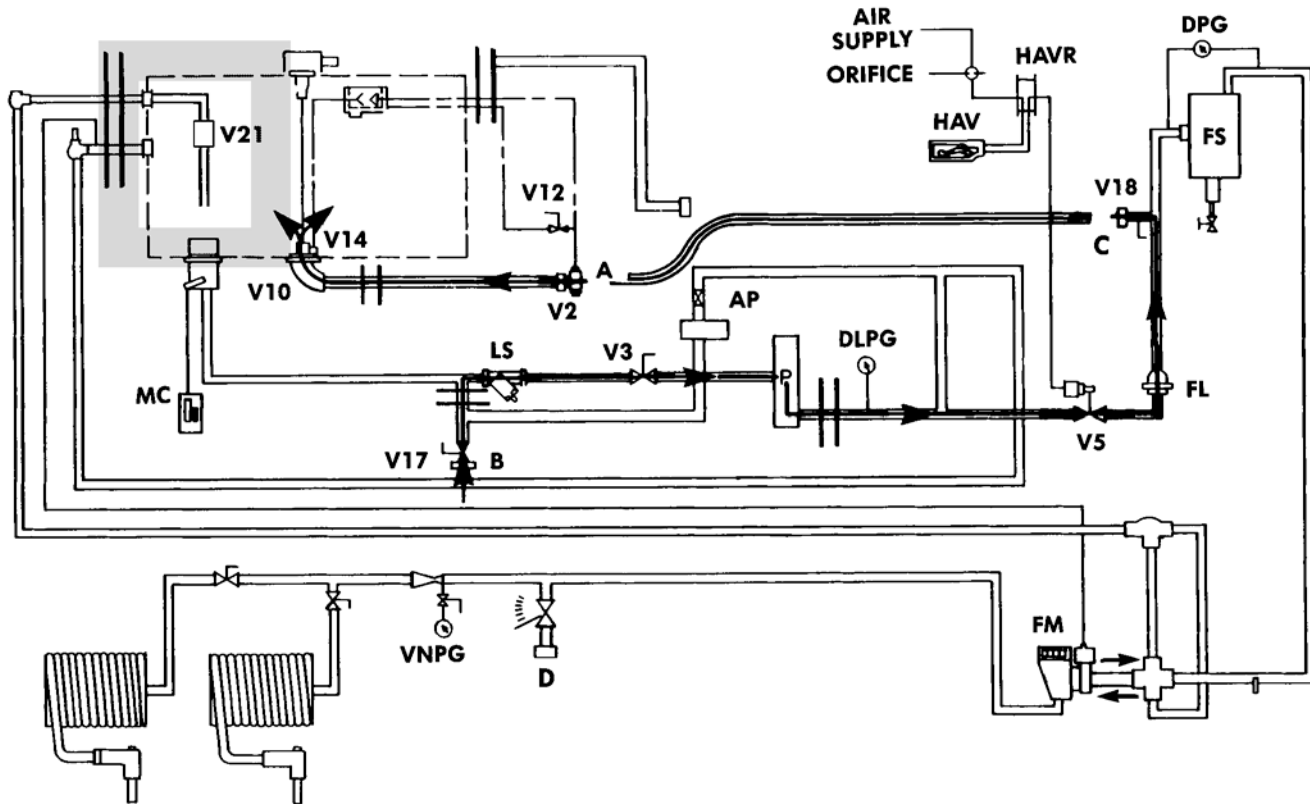 AIR
SUPPLY
ORIFICE
HAVR
DPG
HAV
FS
V21
V12
V18
V14
C
A
V10
V2
AP
LS
V3
DLPG
P
MC
FL
V5
V17
B
VNPG
D
FM